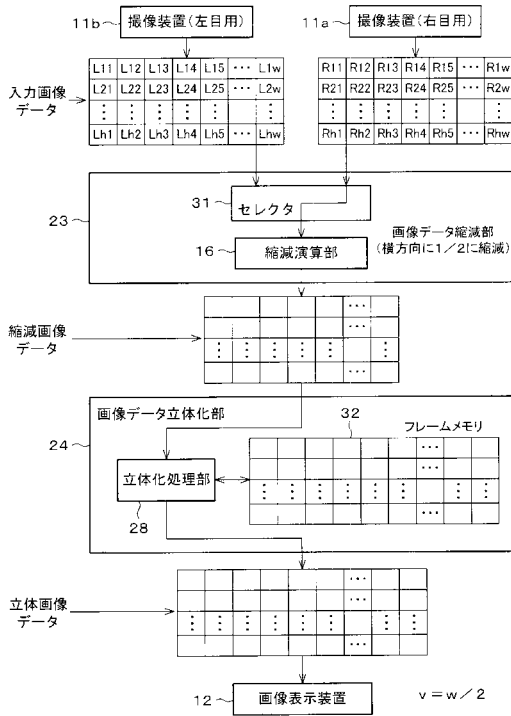 11b 撮像装置(左目用)
11a 撮像装置(右目用)
入力画像
データ
L11 L12 L13 L14 L15 ・・・ L1w
L21 L22 L23 L24 L25 ・・・ L2w
Lh1 Lh2 Lh3 Lh4 Lh5 ・・・ Lhw
R11 R12 R13 R14 R15 ・・・ R1w
R21 R22 R23 R24 R25 ・・・ R2w
Rh1 Rh2 Rh3 Rh4 Rh5 ・・・ Rhw
23
31
セレクタ
16
縮減演算部
画像データ縮減部
(横方向に1/2に縮減)
縮減画像
データ
24
画像データ立体化部
32
フレームメモリ
立体化処理部
28
立体画像
データ
12
画像表示装置
v=w/2